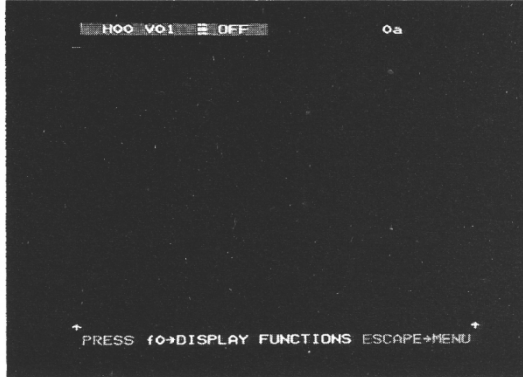 H00 V01 OFF 0a
PRESS f0→DISPLAY FUNCTIONS ESCAPE→MENU